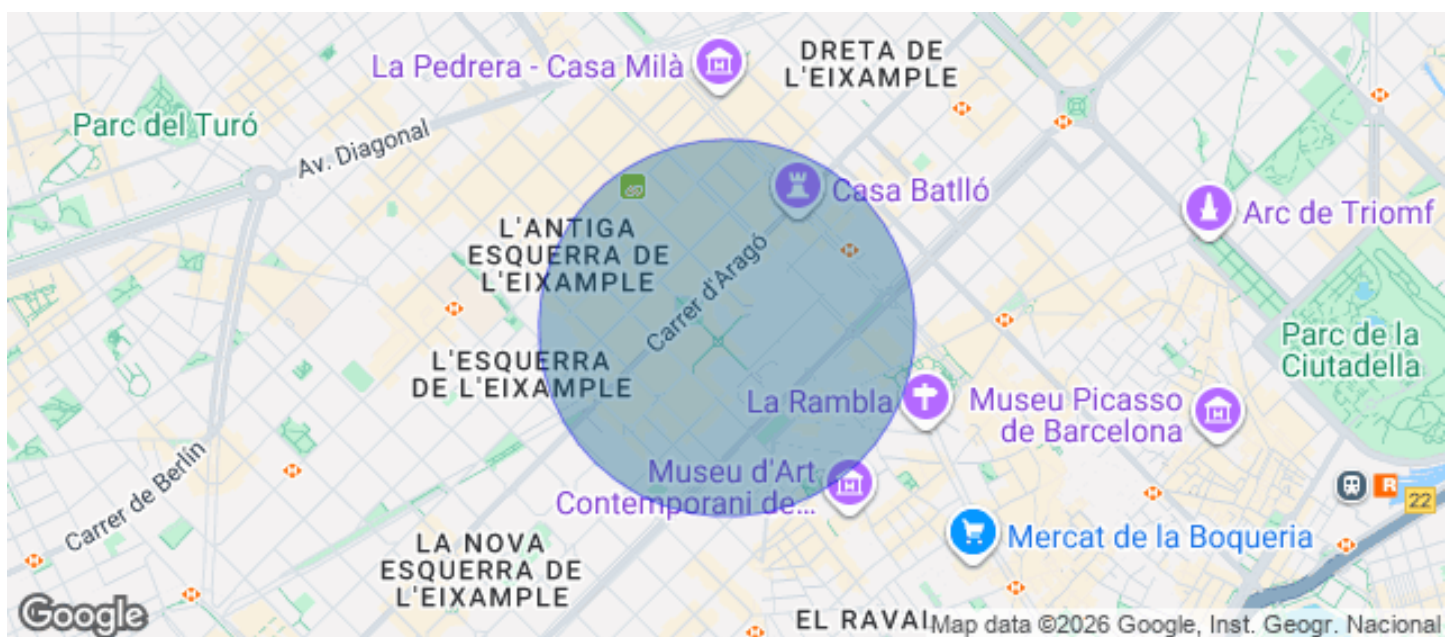 La Pedrera - Casa Milà
DRETA DE
L'EIXAMPLE
Parc del Turó
Av. Diagonal
Casa Batlló
Arc de Triomf
L'ANTIGA
ESQUERRA DE
L'EIXAMPLE
Carrer d'Aragó
Parc de la
Ciutadella
L'ESQUERRA
DE L'EIXAMPLE
La Rambla
Museu Picasso
de Barcelona
Museu d'Art
Contemporani de...
R
22
Carrer de Berlín
Mercat de la Boqueria
LA NOVA
ESQUERRA DE
L'EIXAMPLE
Google
EL RAVAL
Map data ©2026 Google, Inst. Geogr. Nacional